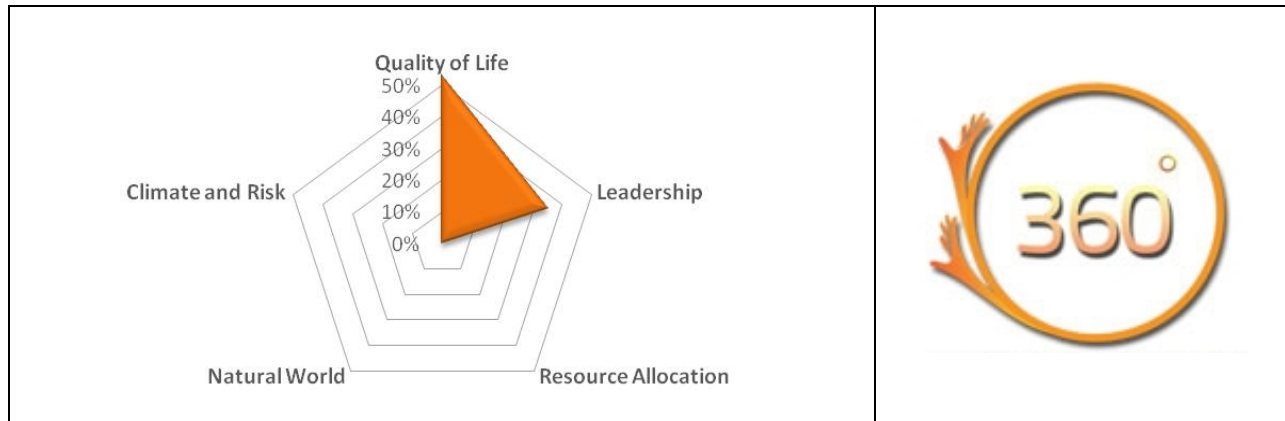 Quality of Life
50%
40%
30%
20%
10%
0%
Climate and Risk
Leadership
Natural World
Resource Allocation
360°